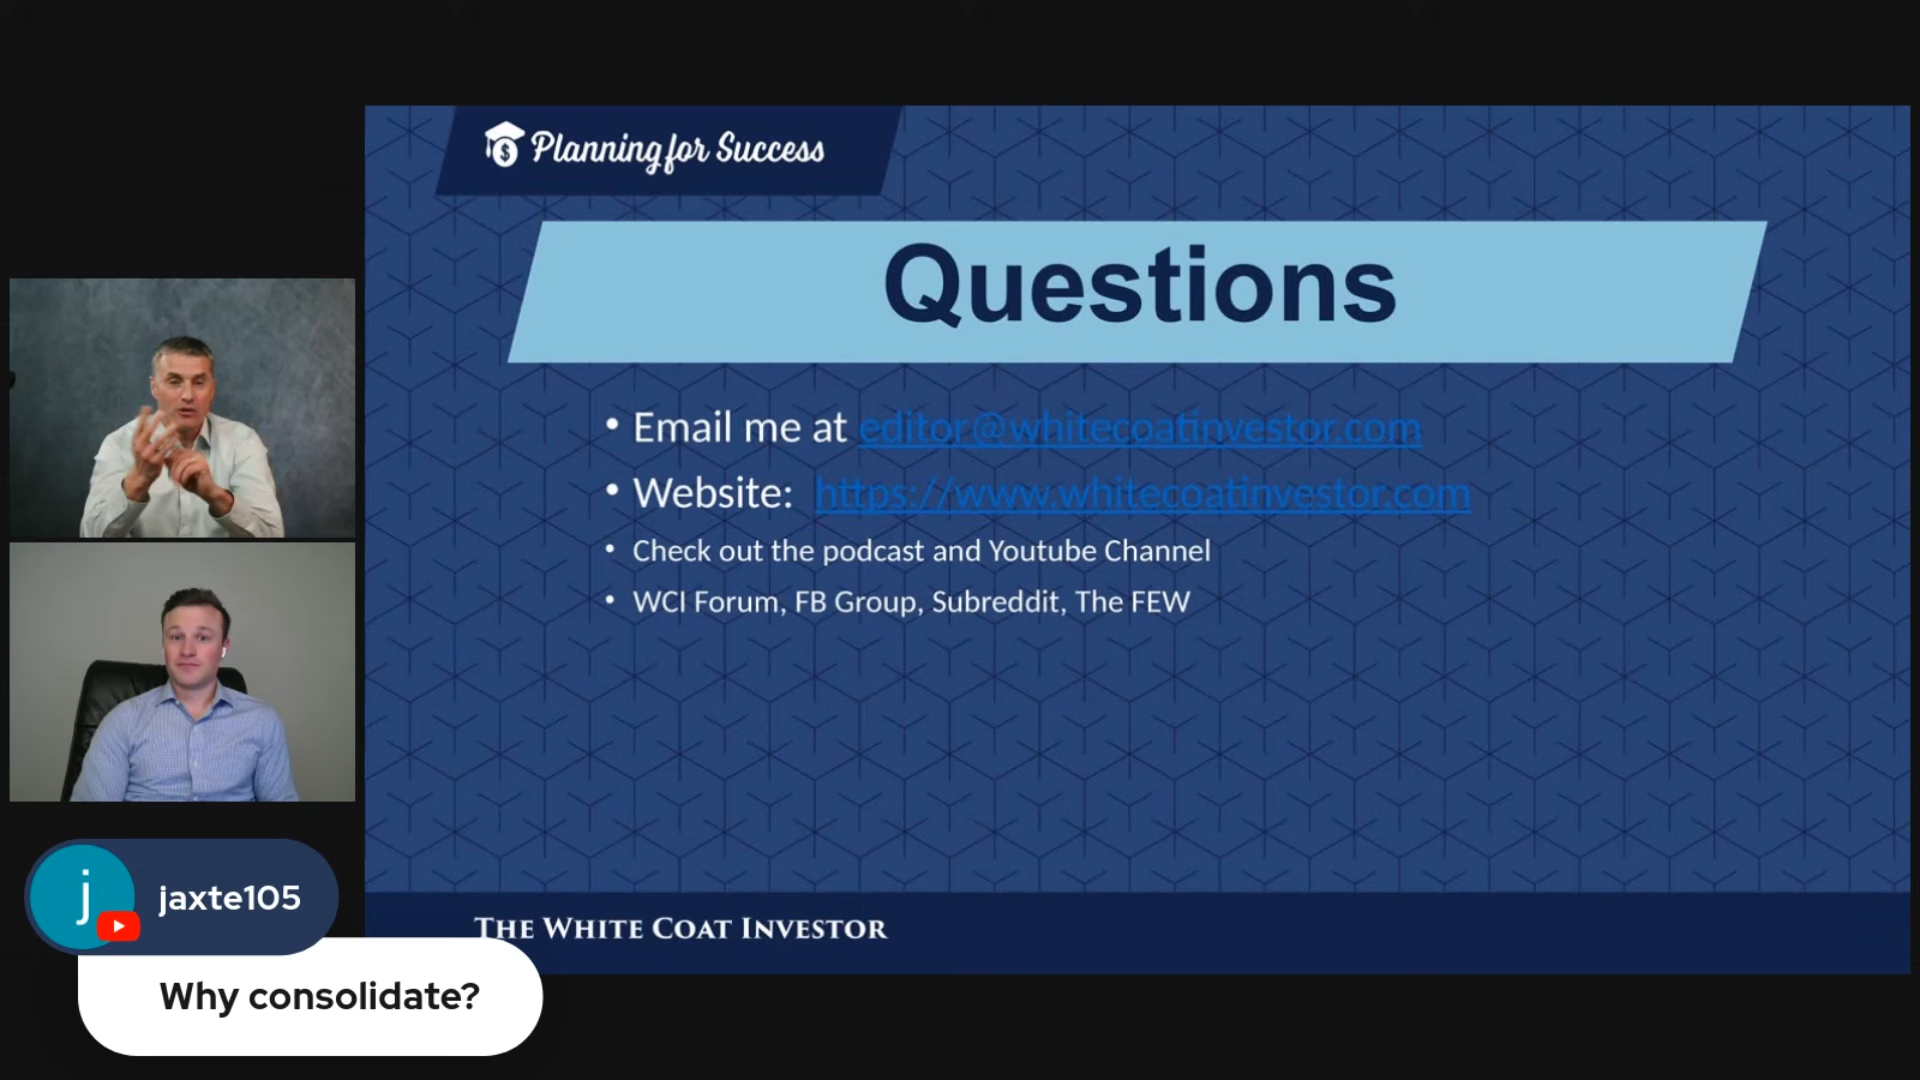 Planning for Success
Questions
• Email me at editor@whitecoatinvestor.com
• Website: https://www.whitecoatinvestor.com
• Check out the podcast and Youtube Channel
• WCI Forum, FB Group, Subreddit, The FEW
THE WHITE COAT INVESTOR
j
jaxte105
Why consolidate?